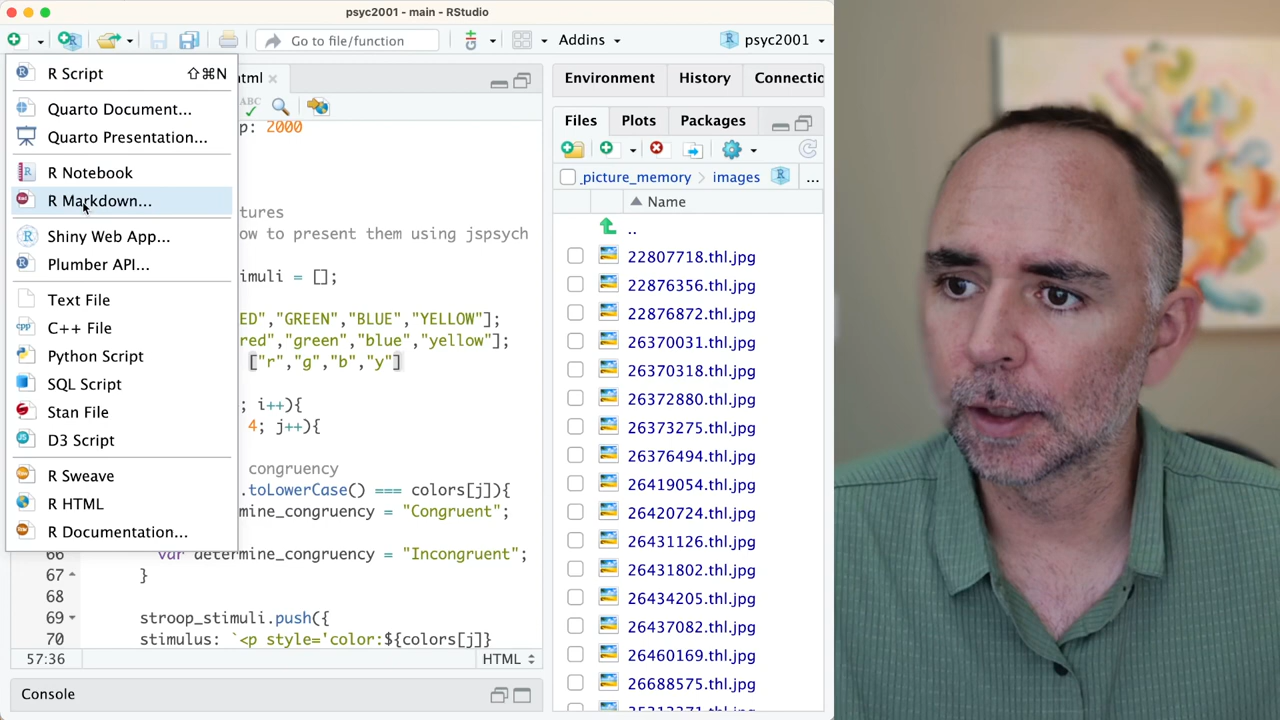 psyc2001 - main - RStudio
Go to file/function
Addins
psyc2001
R Script ⇧⌘N
Quarto Document...
Quarto Presentation...
R Notebook
R Markdown...
Shiny Web App...
Plumber API...
Text File
C++ File
Python Script
SQL Script
Stan File
D3 Script
R Sweave
R HTML
R Documentation...
html
ABC
p: 2000
tures
ow to present them using jspsych
muli = [];
ED","GREEN","BLUE","YELLOW"];
red","green","blue","yellow"];
["r","g","b","y"]
; i++){
4; j++){
congruency
.toLowerCase() === colors[j]){
mine_congruency = "Congruent";
66 var determine_congruency = "Incongruent";
67 }
68
69 stroop_stimuli.push({
70 stimulus: `<p style='color:${colors[j]}
57:36 HTML
Console
Environment History Connectio
Files Plots Packages
_picture_memory > images ...
Name
..
22807718.thl.jpg
22876356.thl.jpg
22876872.thl.jpg
26370031.thl.jpg
26370318.thl.jpg
26372880.thl.jpg
26373275.thl.jpg
26376494.thl.jpg
26419054.thl.jpg
26420724.thl.jpg
26431126.thl.jpg
26431802.thl.jpg
26434205.thl.jpg
26437082.thl.jpg
26460169.thl.jpg
26688575.thl.jpg